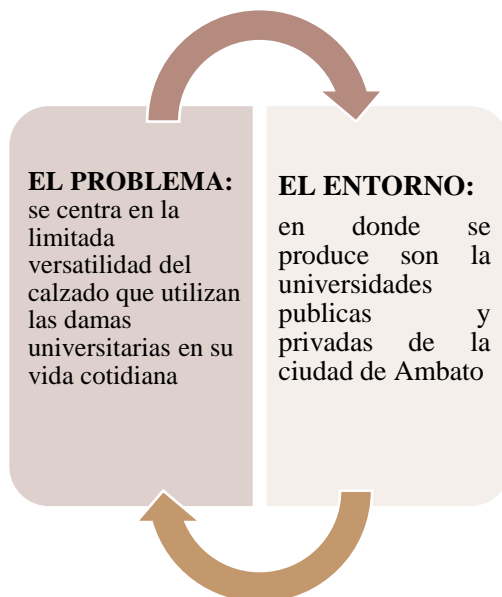 EL PROBLEMA:
se centra en la
limitada
versatilidad del
calzado que utilizan
las damas
universitarias en su
vida cotidiana
EL ENTORNO:
en donde se
produce son la
universidades
publicas y
privadas de la
ciudad de Ambato